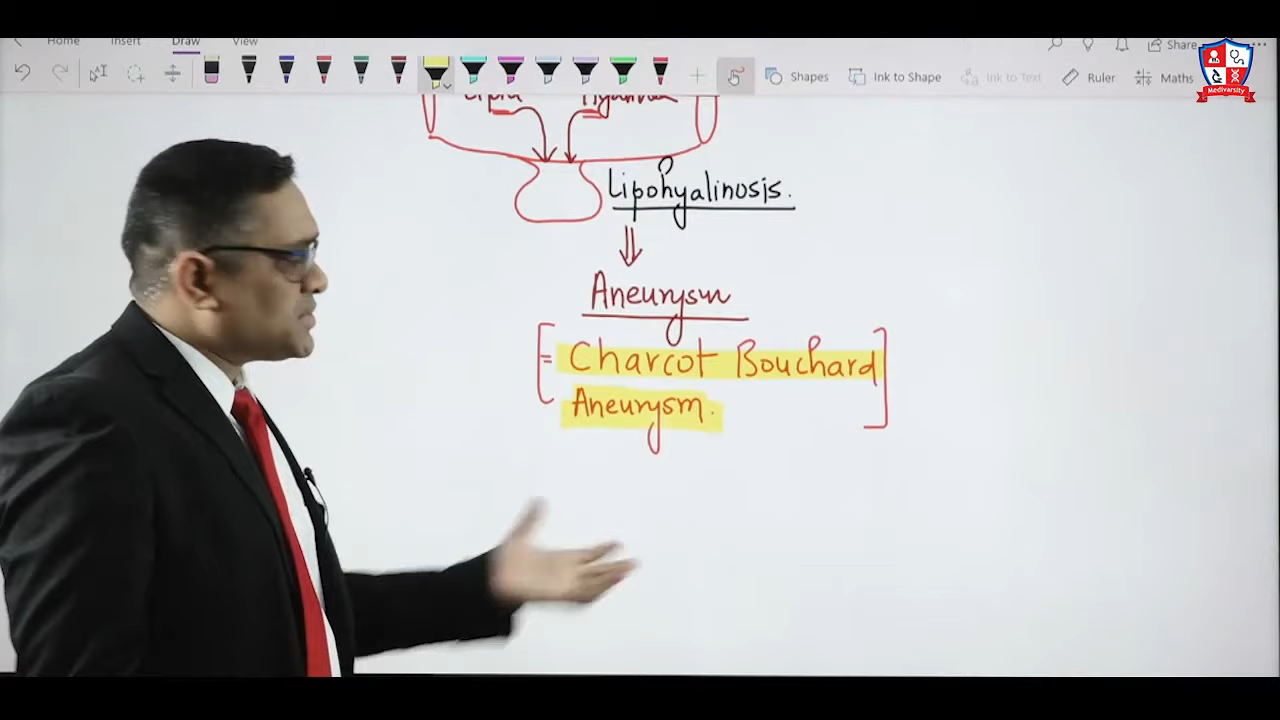 Home Insert Draw View
Share
Shapes Ink to Shape Ink to Text Ruler Maths
Medivarsity
Lipohyalinosis.
Aneurysm
= Charcot Bouchard
Aneurysm.